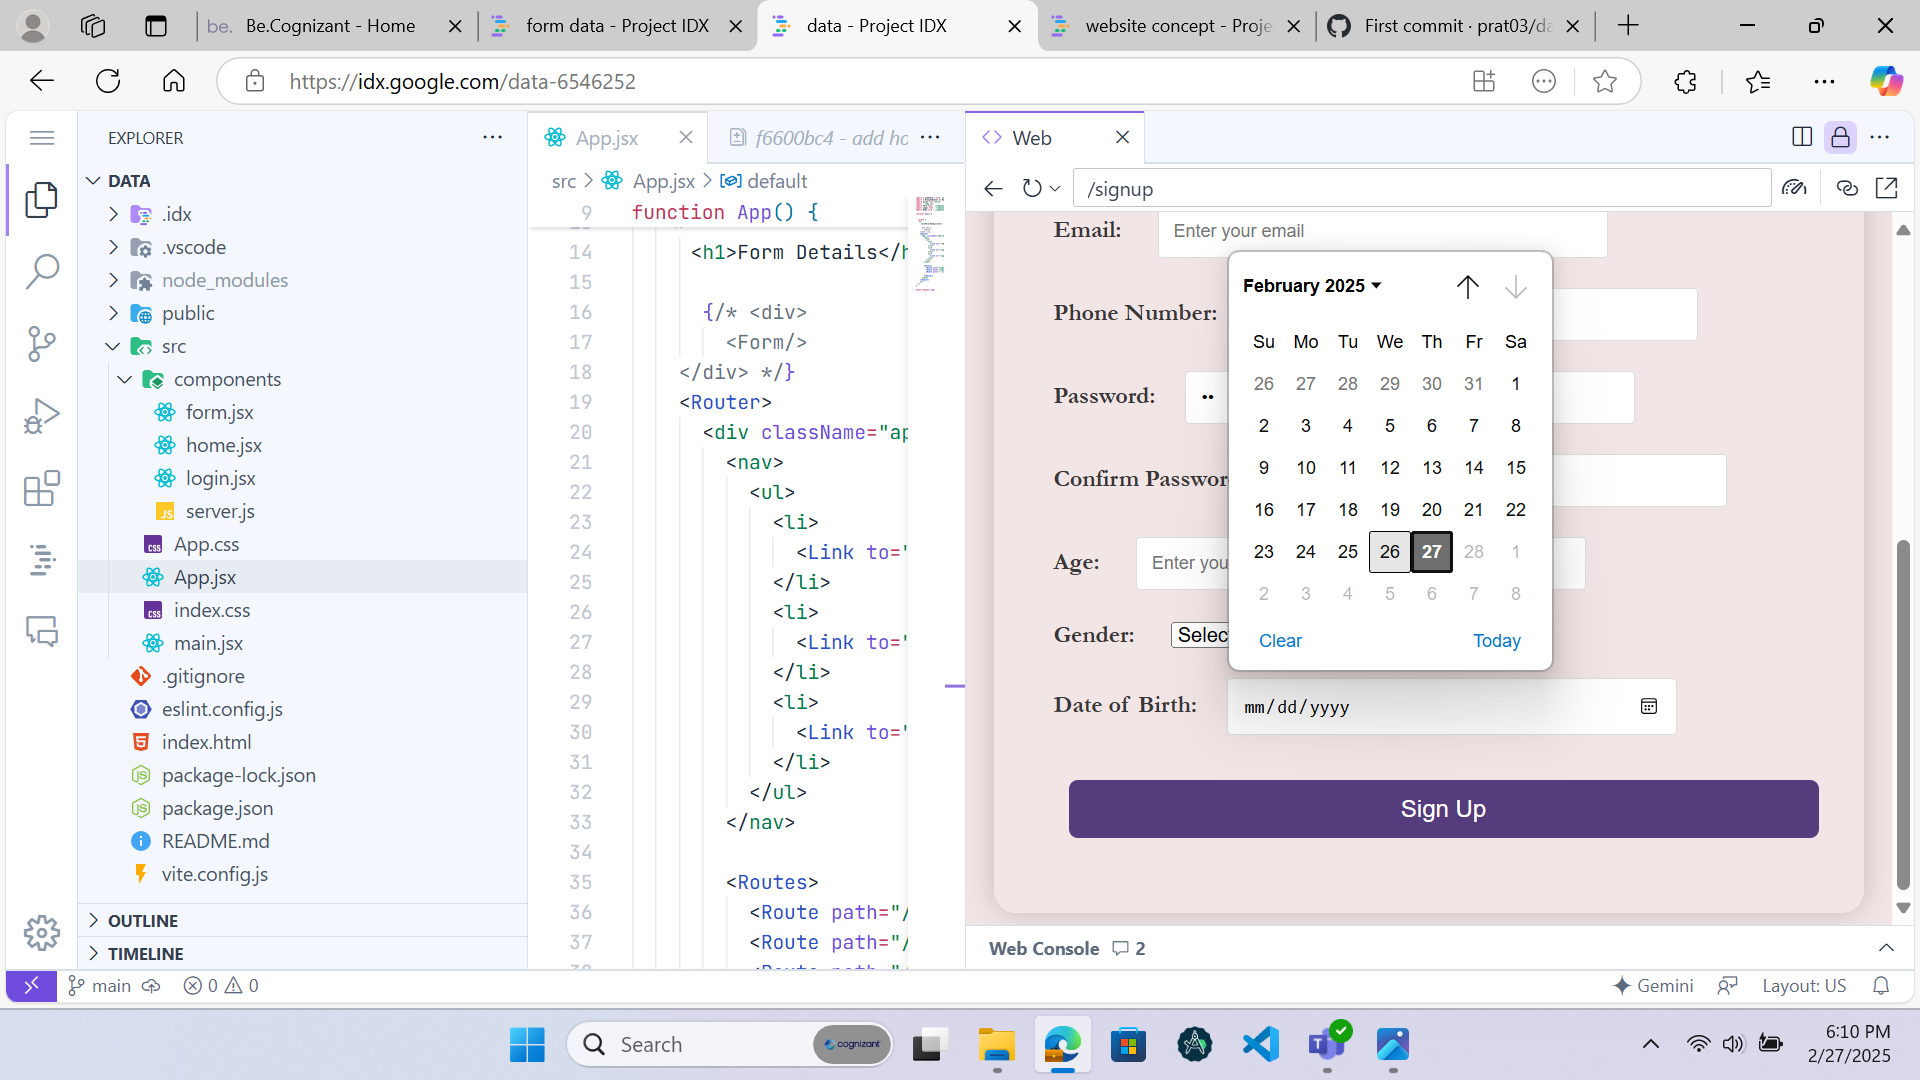 be. Be.Cognizant - Home
form data - Project IDX
data - Project IDX
website concept - Proje
First commit · prat03/da
https://idx.google.com/data-6546252
EXPLORER
DATA
.idx
.vscode
node_modules
public
src
components
form.jsx
home.jsx
login.jsx
JS server.js
css App.css
App.jsx
css index.css
main.jsx
.gitignore
eslint.config.js
index.html
package-lock.json
package.json
README.md
vite.config.js
OUTLINE
TIMELINE
App.jsx
f6600bc4 - add ho
src > App.jsx > default
9 function App() {
14 <h1>Form Details</h
15
16 {/* <div>
17 <Form/>
18 </div> */}
19 <Router>
20 <div className="ap
21 <nav>
22 <ul>
23 <li>
24 <Link to="
25 </li>
26 <li>
27 <Link to="
28 </li>
29 <li>
30 <Link to="
31 </li>
32 </ul>
33 </nav>
34
35 <Routes>
36 <Route path="/
37 <Route path="/
Web
/signup
Email: Enter your email
Phone Number:
Password: ••
Confirm Passwor
Age: Enter you
Gender: Selec
February 2025
Su Mo Tu We Th Fr Sa
26 27 28 29 30 31 1
2 3 4 5 6 7 8
9 10 11 12 13 14 15
16 17 18 19 20 21 22
23 24 25 26 27 28 1
2 3 4 5 6 7 8
Clear Today
Date of Birth: mm/dd/yyyy
Sign Up
Web Console 2
main 0 0
Gemini Layout: US
Search cognizant
6:10 PM
2/27/2025